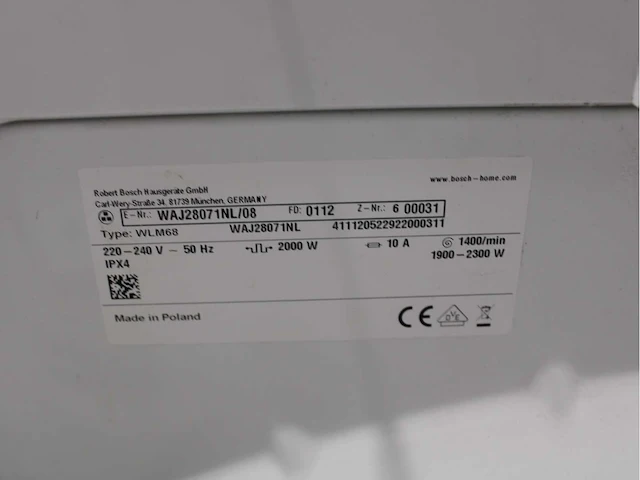 Robert Bosch Hausgeräte GmbH
Carl-Wery-Straße 34, 81739 München, GERMANY
www.bosch-home.com
E-Nr.: WAJ28071NL/08 FD: 0112 Z-Nr.: 6 00031
Type: WLM68 WAJ28071NL 411120522922000311
220-240 V ~ 50 Hz 2000 W 10 A 1400/min
IPX4 1900-2300 W
Made in Poland CE OVE